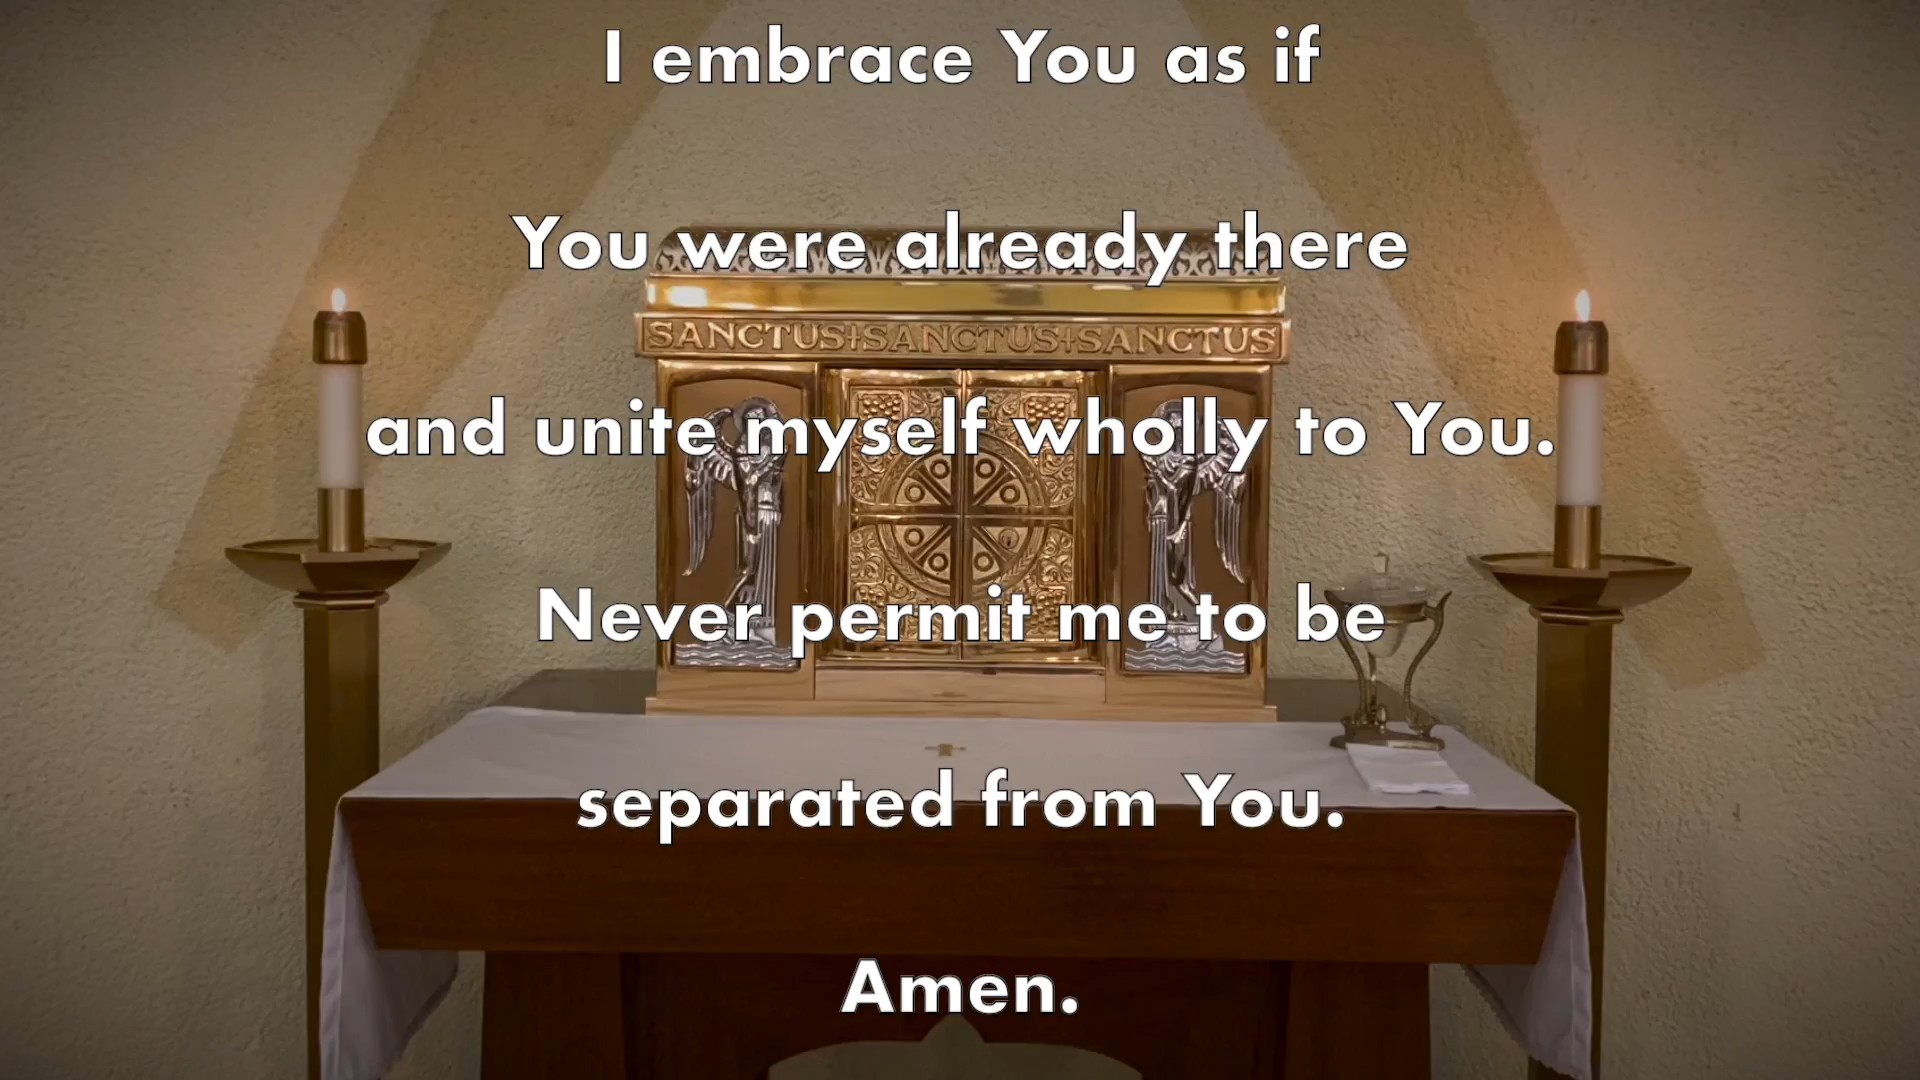 I embrace You as if
You were already there
SANCTUS+SANCTUS+SANCTUS
and unite myself wholly to You.
Never permit me to be
separated from You.
Amen.